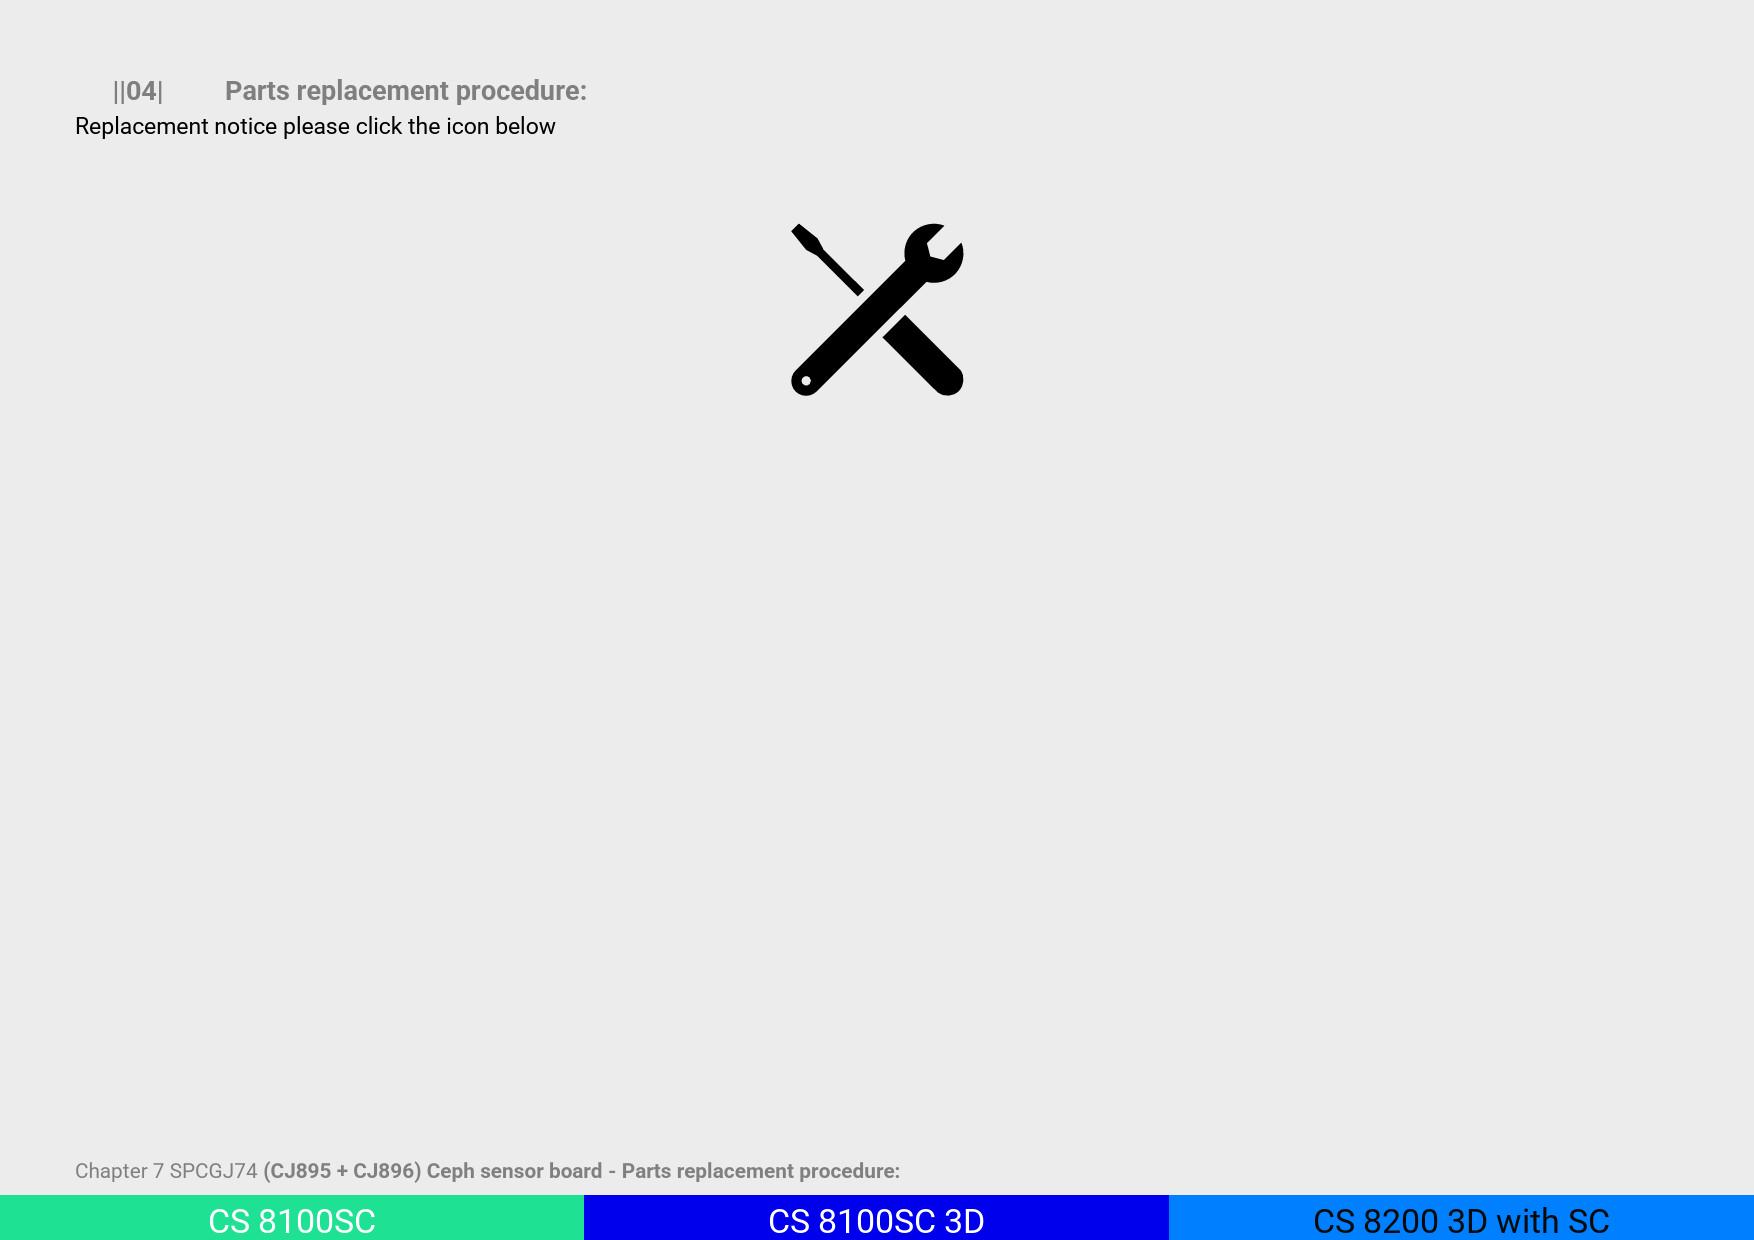 ||04| Parts replacement procedure:
Replacement notice please click the icon below
Chapter 7 SPCGJ74 (CJ895 + CJ896) Ceph sensor board - Parts replacement procedure:
CS 8100SC CS 8100SC 3D CS 8200 3D with SC